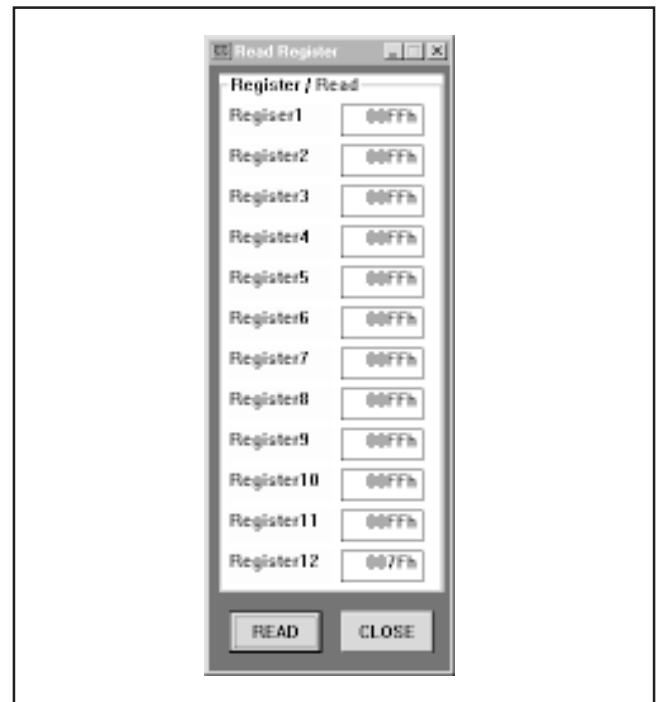 Read Register
Register / Read
Regiser1 00FFh
Register2 00FFh
Register3 00FFh
Register4 00FFh
Register5 00FFh
Register6 00FFh
Register7 00FFh
Register8 00FFh
Register9 00FFh
Register10 00FFh
Register11 00FFh
Register12 007Fh
READ CLOSE